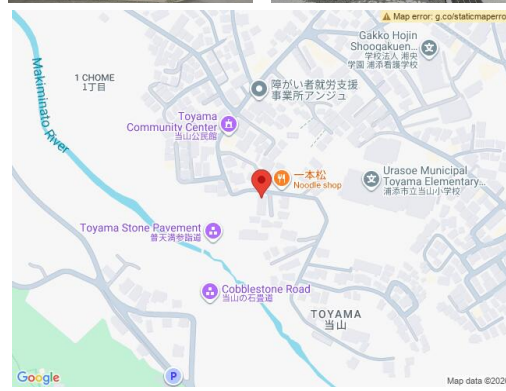 Map error: g.co/staticmaperro
Gakko Hojin
Shoogakuen...
学校法人 湘央
学園 浦添看護学校
1 CHOME
1丁目
障がい者就労支援
事業所アンジュ
Makiminato River
Toyama
Community Center
当山公民館
一本松
Noodle shop
Urasoe Municipal
Toyama Elementary...
浦添市立当山小学校
Toyama Stone Pavement
普天満参詣道
Cobblestone Road
当山の石畳道
TOYAMA
当山
P
Google
Map data ©2026